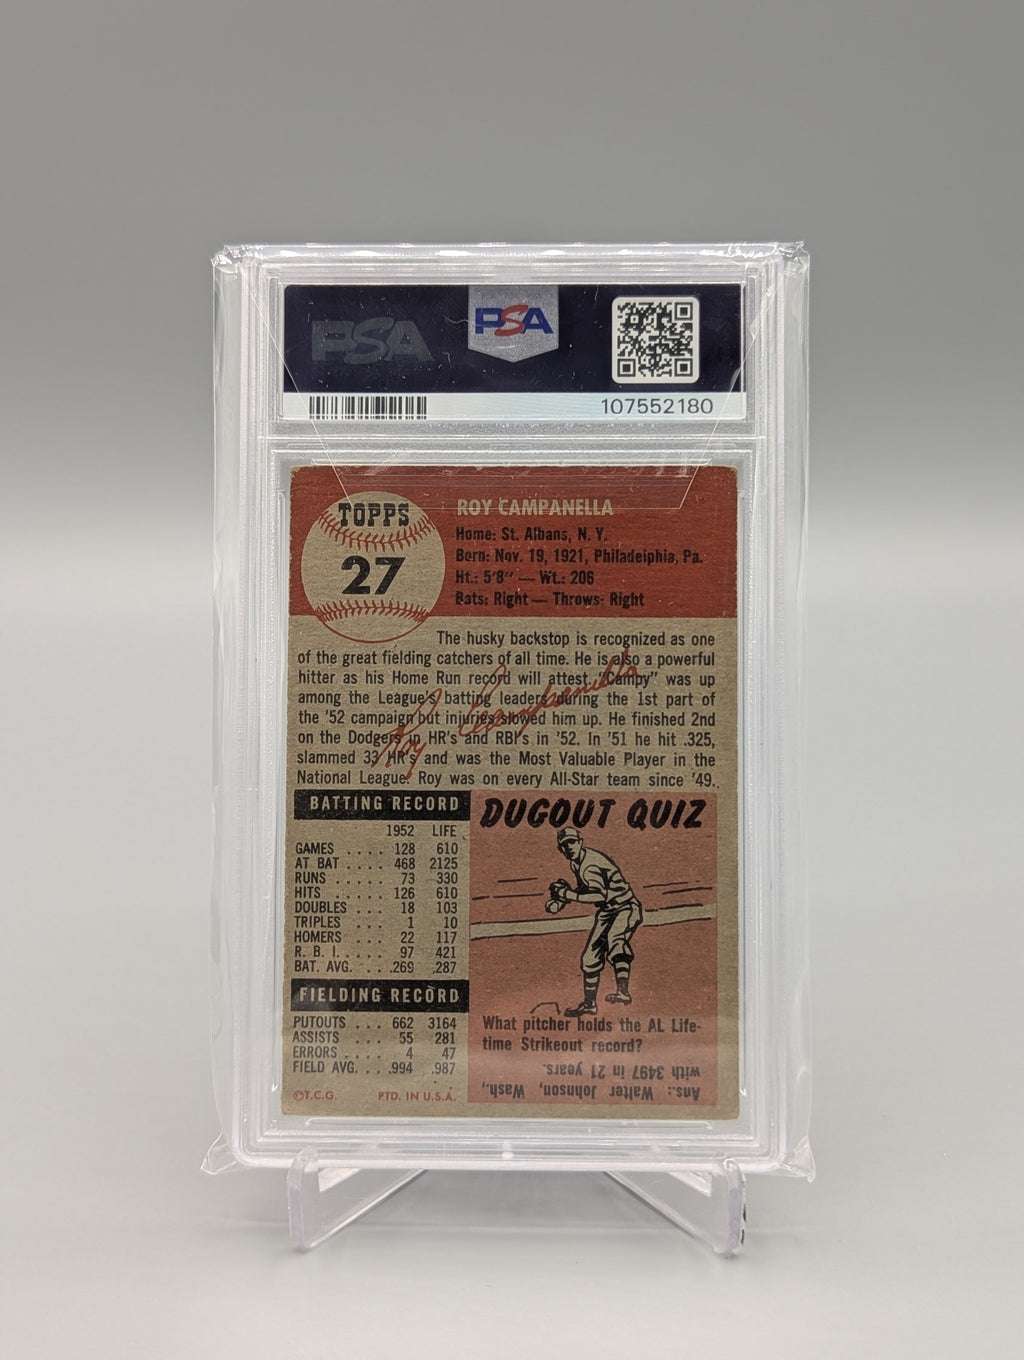 PSA
PSA
107552180
TOPPS
27
ROY CAMPANELLA
Home: St. Albans, N. Y.
Born: Nov. 19, 1921, Philadelphia, Pa.
Ht.: 5'8" — Wt.: 206
Bats: Right — Throws: Right
The husky backstop is recognized as one
of the great fielding catchers of all time. He is also a powerful
hitter as his Home Run record will attest. "Campy" was up
among the League's batting leaders during the 1st part of
the '52 campaign but injuries slowed him up. He finished 2nd
on the Dodgers in HR's and RBI's in '52. In '51 he hit .325,
slammed 33 HR's and was the Most Valuable Player in the
National League. Roy was on every All-Star team since '49.
Roy Campanella
BATTING RECORD
1952 LIFE
GAMES .... 128 610
AT BAT .... 468 2125
RUNS ..... 73 330
HITS ..... 126 610
DOUBLES ... 18 103
TRIPLES ... 1 10
HOMERS ... 22 117
R. B. I. .... 97 421
BAT. AVG. .. .269 .287
FIELDING RECORD
PUTOUTS ... 662 3164
ASSISTS .... 55 281
ERRORS .... 4 47
FIELD AVG. .. .994 .987
©T.C.G. PTD. IN U.S.A.
DUGOUT QUIZ
What pitcher holds the AL Life-
time Strikeout record?
Ans.: Walter Johnson, Wash.,
with 3497 in 21 years.